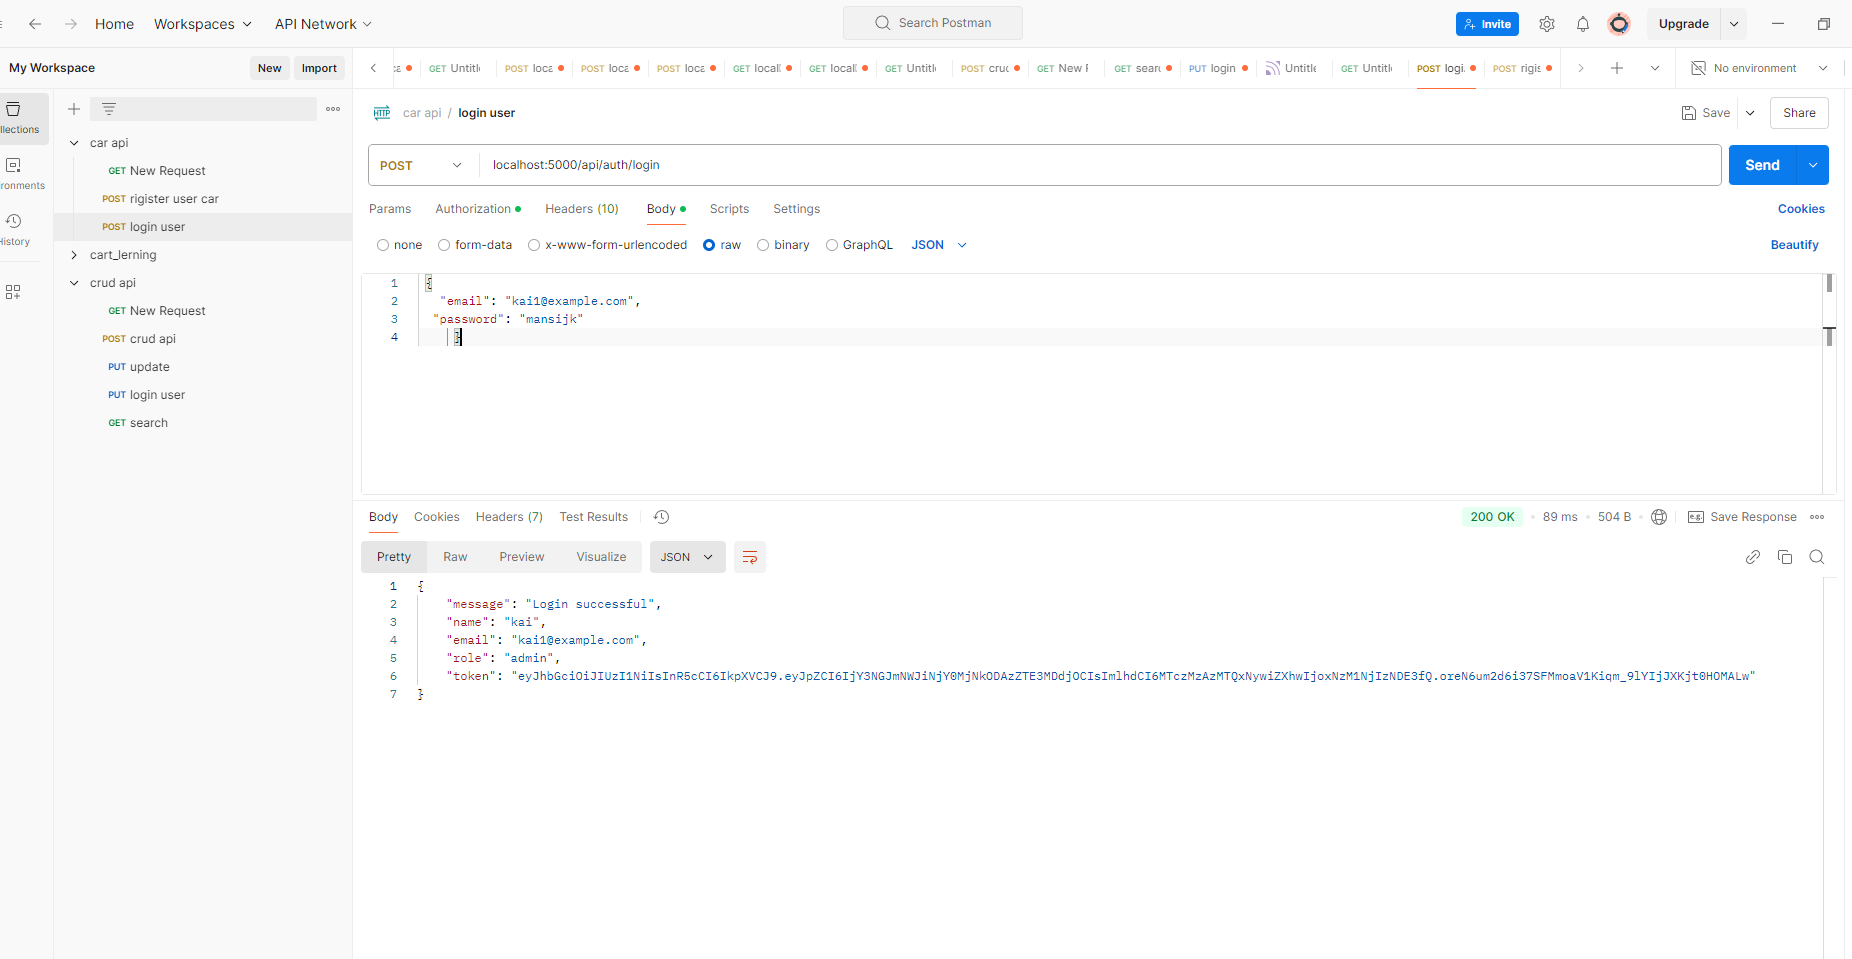 Home Workspaces API Network Search Postman Invite Upgrade
My Workspace New Import
GET Untitl POST loca POST loca POST loca GET local GET local GET Untitl POST cruc GET New GET sear PUT login Untitle GET Untitl POST logi. POST rigis No environment
llections
ronments
History
car api
GET New Request
POST rigister user car
POST login user
cart_lerning
crud api
GET New Request
POST crud api
PUT update
PUT login user
GET search
HTTP car api / login user Save Share
POST localhost:5000/api/auth/login Send
Params Authorization Headers (10) Body Scripts Settings Cookies
none form-data x-www-form-urlencoded raw binary GraphQL JSON Beautify
1 {
2 "email": "kai1@example.com",
3 "password": "mansijk"
4 }
Body Cookies Headers (7) Test Results 200 OK 89 ms 504 B e.g. Save Response
Pretty Raw Preview Visualize JSON
1 {
2 "message": "Login successful",
3 "name": "kai",
4 "email": "kai1@example.com",
5 "role": "admin",
6 "token": "eyJhbGciOiJIUzI1NiIsInR5cCI6IkpXVCJ9.eyJpZCI6IjY3NGJmNWJiNjY0MjNkODAzZTE3MDdjOCIsImlhdCI6MTczMzAzMTQxNywiZXhwIjoxNzM1NjIzNDE3fQ.oreN6um2d6i37SFMmoaV1Kiqm_9lYIjJXKjt0HOMALw"
7 }